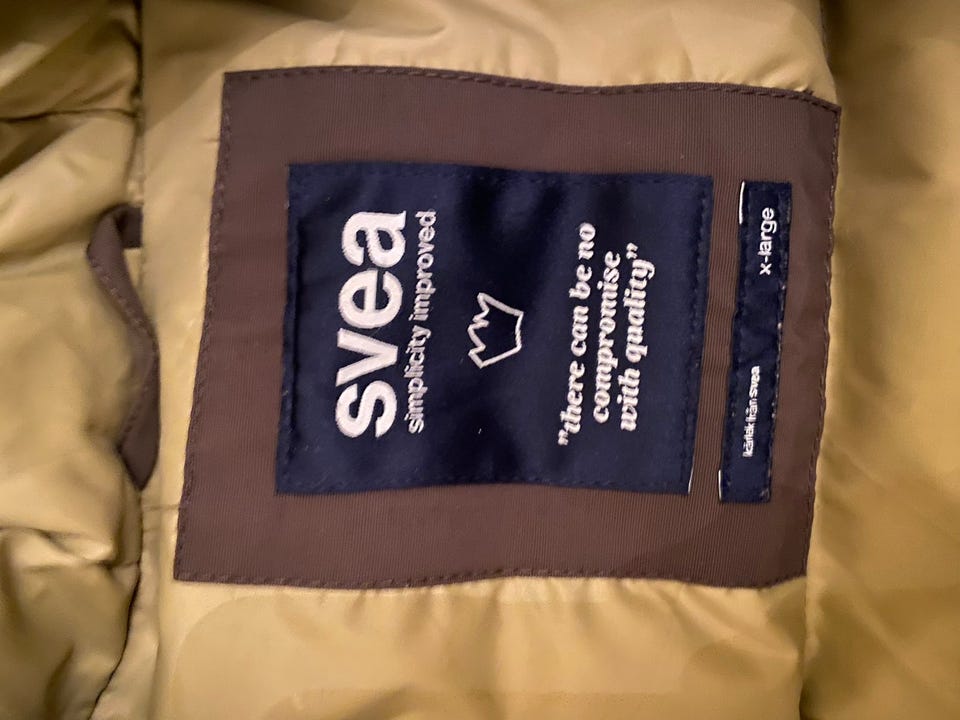 svea
simplicity improved
"there can be no
compromise
with quality"
kärlek från svea
x-large